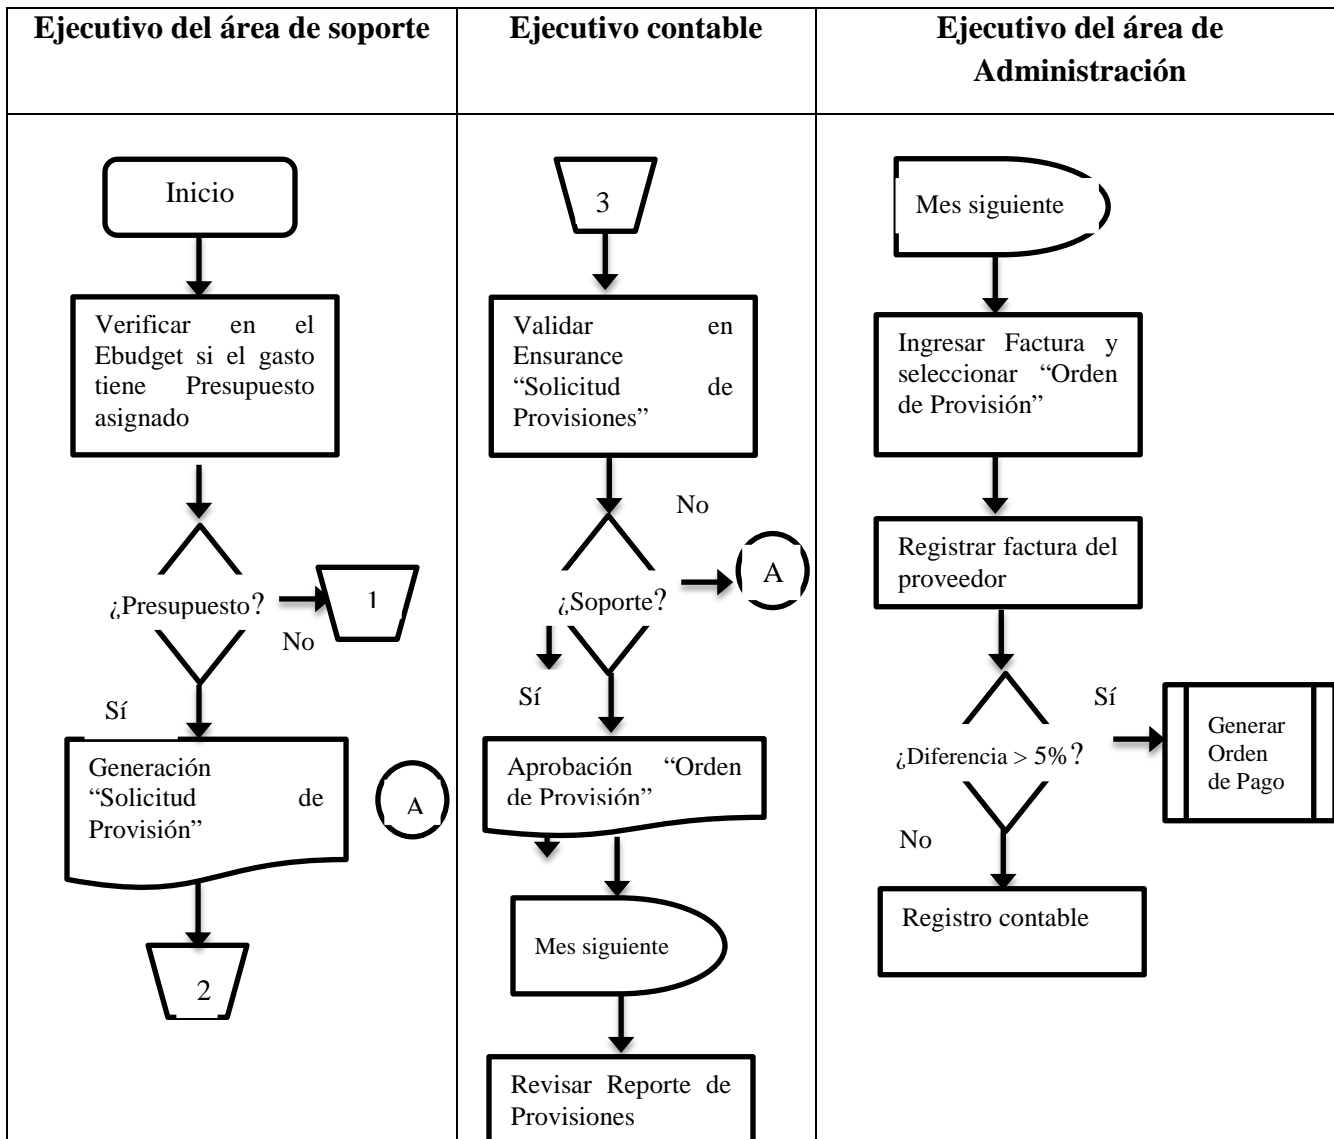 Ejecutivo del área de soporte
Ejecutivo contable
Ejecutivo del área de
Administración
Inicio
Verificar en el
Ebudget si el gasto
tiene Presupuesto
asignado
¿Presupuesto?
1
No
Sí
Generación
“Solicitud de
Provisión”
A
2
3
Validar en
Ensurance
“Solicitud de
Provisiones”
No
¿Soporte?
A
Sí
Aprobación “Orden
de Provisión”
Mes siguiente
Revisar Reporte de
Provisiones
Mes siguiente
Ingresar Factura y
seleccionar “Orden
de Provisión”
Registrar factura del
proveedor
Sí
¿Diferencia > 5%?
Generar
Orden
de Pago
No
Registro contable